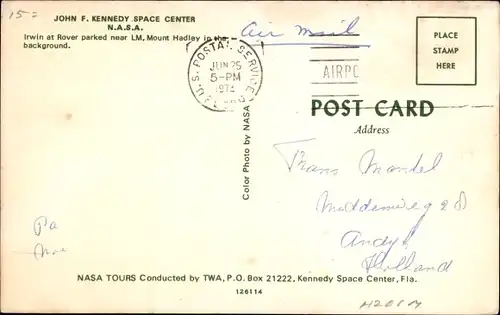 15=
JOHN F. KENNEDY SPACE CENTER
N.A.S.A.
Irwin at Rover parked near LM, Mount Hadley in the
background.
Air mail
U.S. POSTAL SERVICE
JUN 25
5-PM
AIRPO
PLACE
STAMP
HERE
POST CARD
Address
Color Photo by NASA
Frans Mandel
Holland
Pa
NASA TOURS Conducted by TWA, P.O. Box 21222, Kennedy Space Center, Fla.
126114